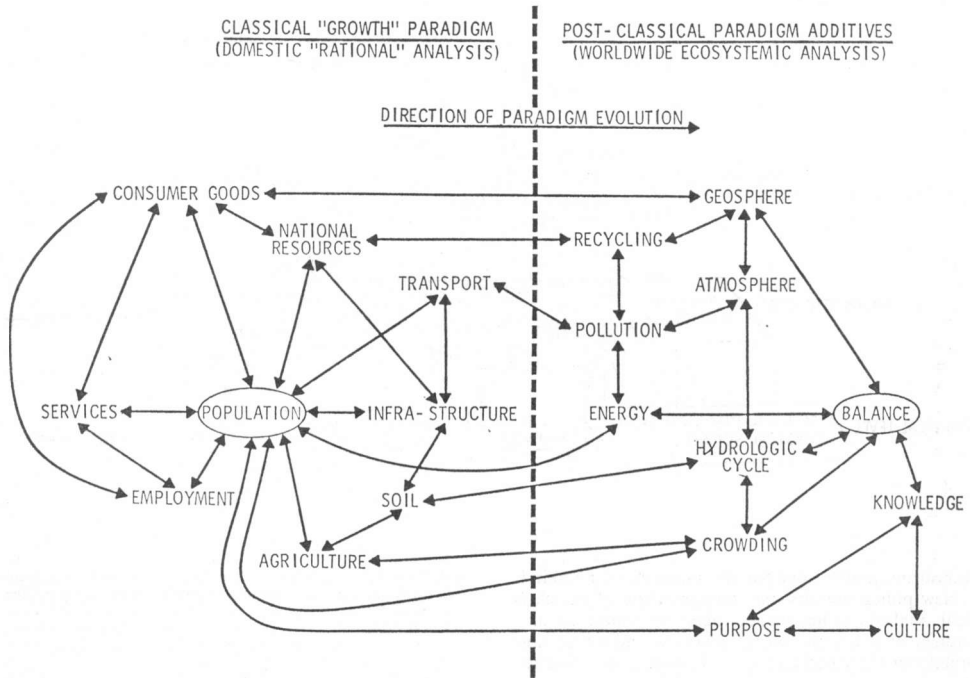 CLASSICAL "GROWTH" PARADIGM
(DOMESTIC "RATIONAL" ANALYSIS)
POST-CLASSICAL PARADIGM ADDITIVES
(WORLDWIDE ECOSYSTEMIC ANALYSIS)
DIRECTION OF PARADIGM EVOLUTION
CONSUMER GOODS
GEOSPHERE
NATIONAL
RESOURCES
RECYCLING
TRANSPORT
ATMOSPHERE
POLLUTION
SERVICES
POPULATION
INFRA-STRUCTURE
ENERGY
BALANCE
HYDROLOGIC
CYCLE
EMPLOYMENT
SOIL
KNOWLEDGE
AGRICULTURE
CROWDING
PURPOSE
CULTURE